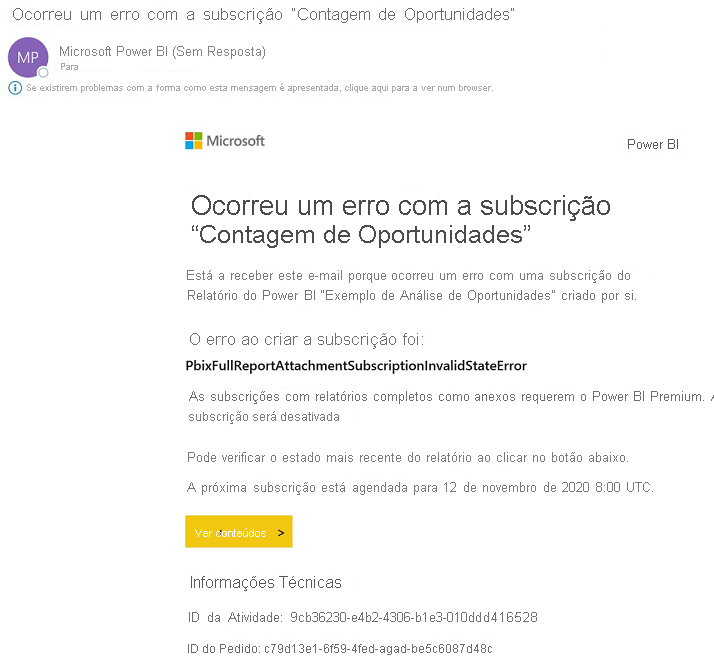 Ocorreu um erro com a subscrição "Contagem de Oportunidades"
MP
Microsoft Power BI (Sem Resposta)
Para
Se existirem problemas com a forma como esta mensagem é apresentada, clique aqui para a ver num browser.
Microsoft
Power BI
Ocorreu um erro com a subscrição
“Contagem de Oportunidades”
Está a receber este e-mail porque ocorreu um erro com uma subscrição do
Relatório do Power BI "Exemplo de Análise de Oportunidades" criado por si.
O erro ao criar a subscrição foi:
PbixFullReportAttachmentSubscriptionInvalidStateError
As subscrições com relatórios completos como anexos requerem o Power BI Premium. A
subscrição será desativada
Pode verificar o estado mais recente do relatório ao clicar no botão abaixo.
A próxima subscrição está agendada para 12 de novembro de 2020 8:00 UTC.
Ver conteúdos >
Informações Técnicas
ID da Atividade: 9cb36230-e4b2-4306-b1e3-010ddd416528
ID do Pedido: c79d13e1-6f59-4fed-agad-be5c6087d48c